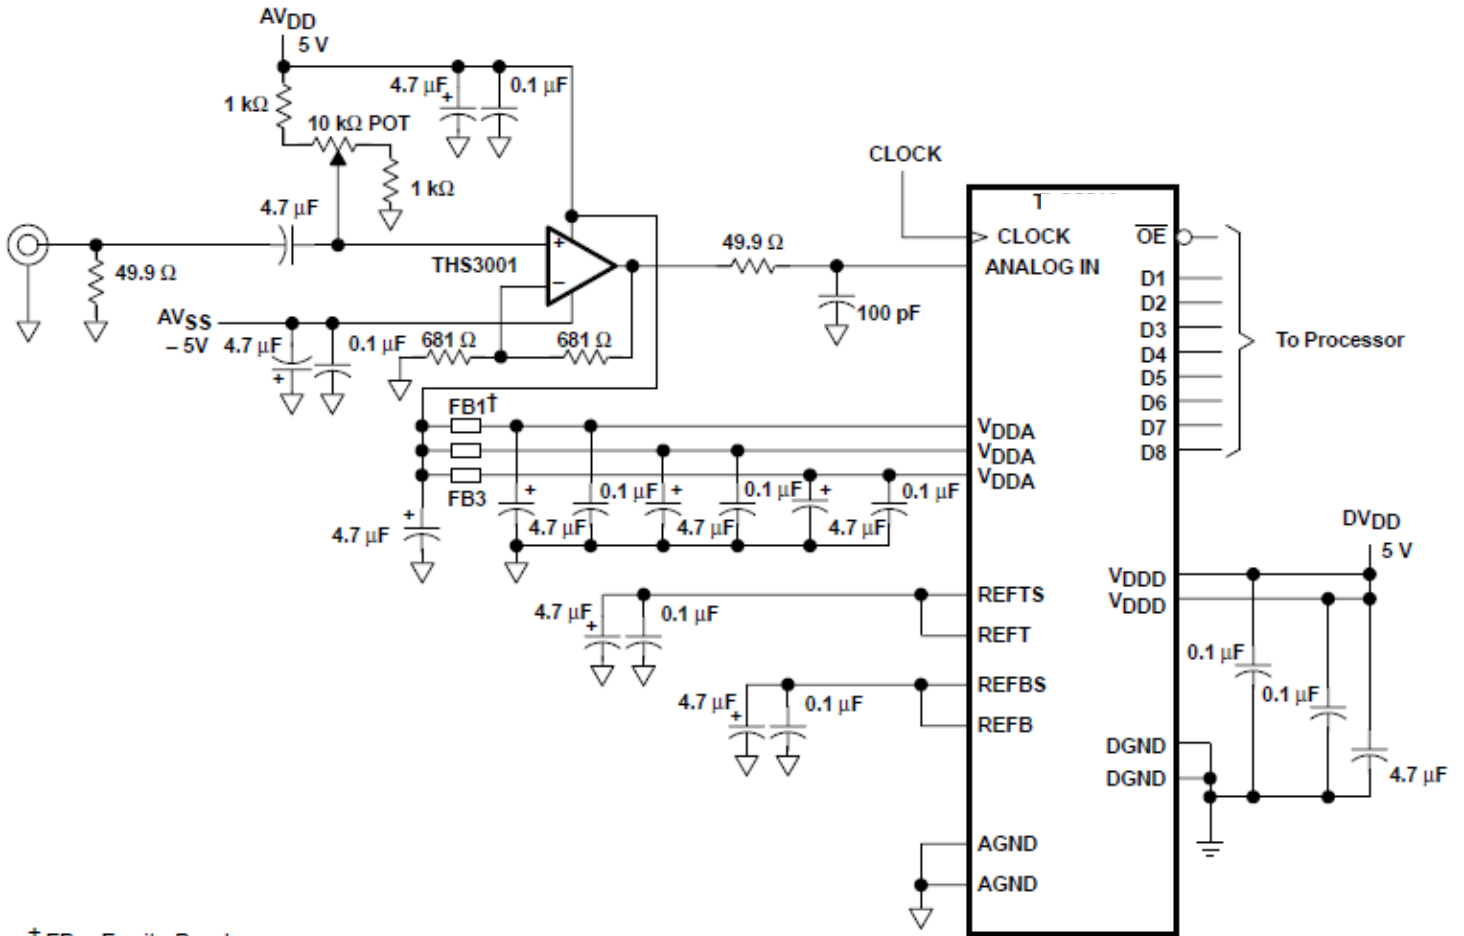 AVDD
5 V
1 kΩ
10 kΩ POT
1 kΩ
4.7 µF
+
0.1 µF
4.7 µF
49.9 Ω
THS3001
+
–
AVSS
– 5V
4.7 µF
+
0.1 µF
681 Ω
681 Ω
49.9 Ω
100 pF
CLOCK
CLOCK
ANALOG IN
OE
D1
D2
D3
D4
D5
D6
D7
D8
To Processor
FB1†
FB3
VDDA
VDDA
VDDA
4.7 µF
+
+
4.7 µF
0.1 µF
+
4.7 µF
0.1 µF
+
4.7 µF
0.1 µF
DVDD
5 V
VDDD
VDDD
0.1 µF
0.1 µF
4.7 µF
REFTS
REFT
4.7 µF
+
0.1 µF
REFBS
REFB
4.7 µF
+
0.1 µF
DGND
DGND
AGND
AGND